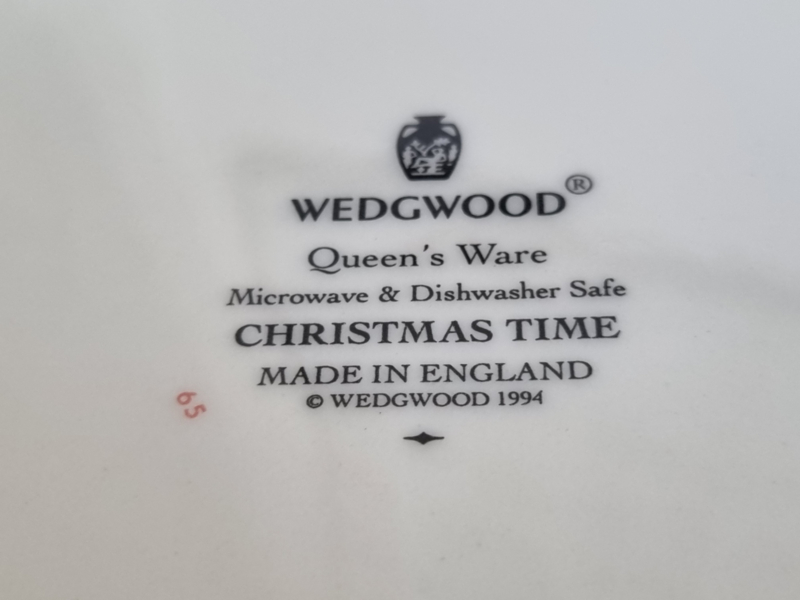 WEDGWOOD®
Queen's Ware
Microwave & Dishwasher Safe
CHRISTMAS TIME
MADE IN ENGLAND
© WEDGWOOD 1994
65